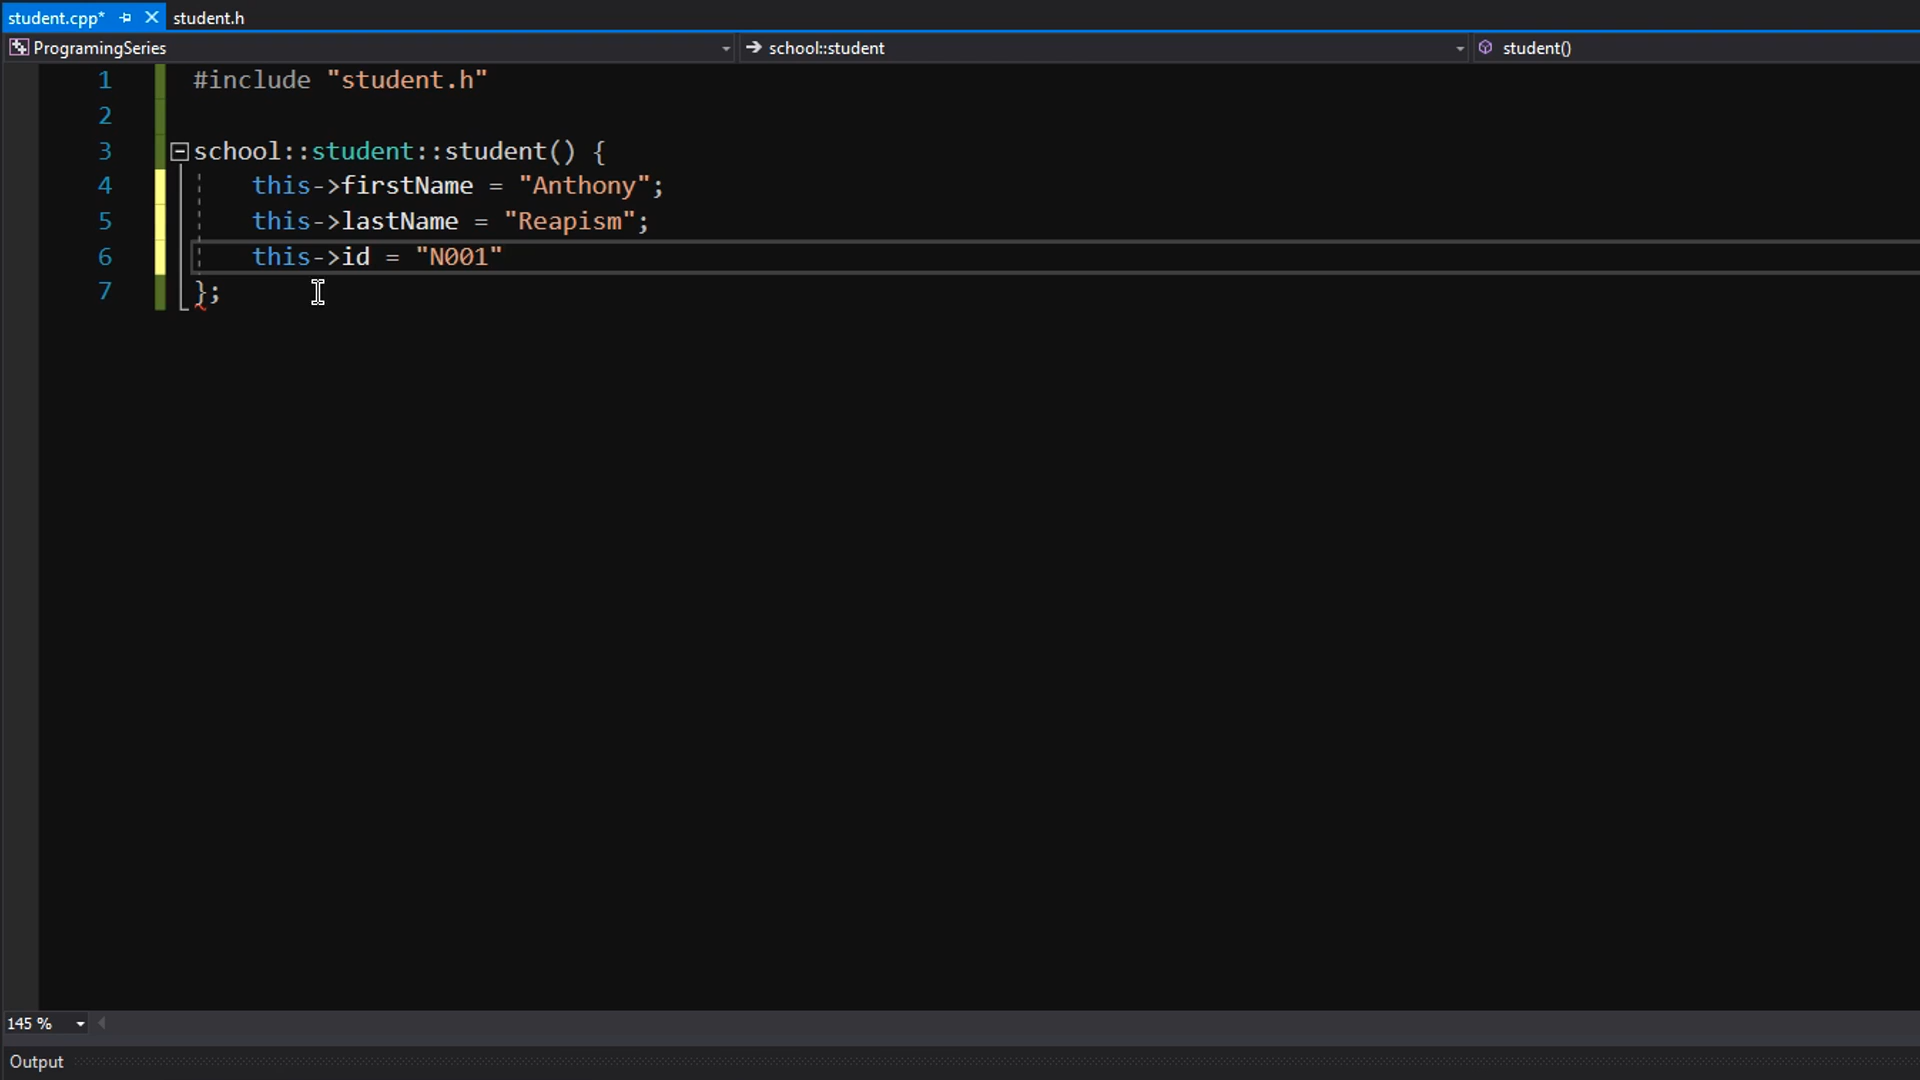 student.cpp* student.h
ProgramingSeries school::student student()
1 #include "student.h"
2
3 school::student::student() {
4 this->firstName = "Anthony";
5 this->lastName = "Reapism";
6 this->id = "N001"
7 };
145 %
Output